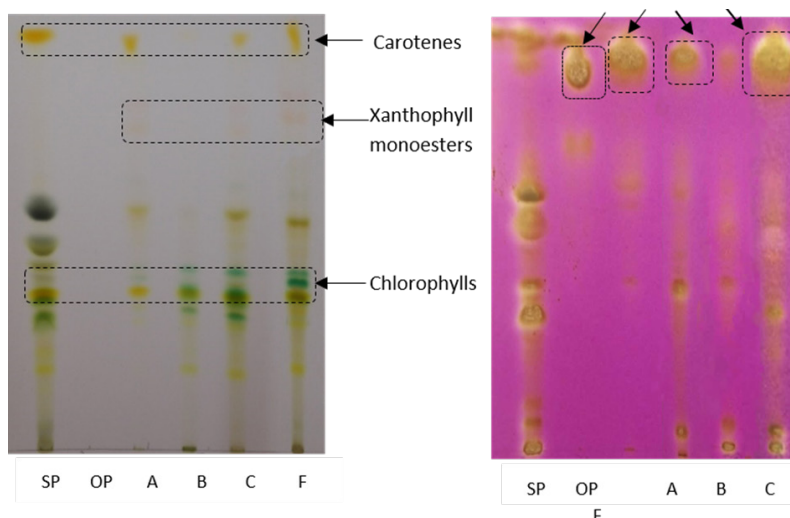 Carotenes
Xanthophyll
monoesters
Chlorophylls
SP OP A B C F
SP OP A B C
F